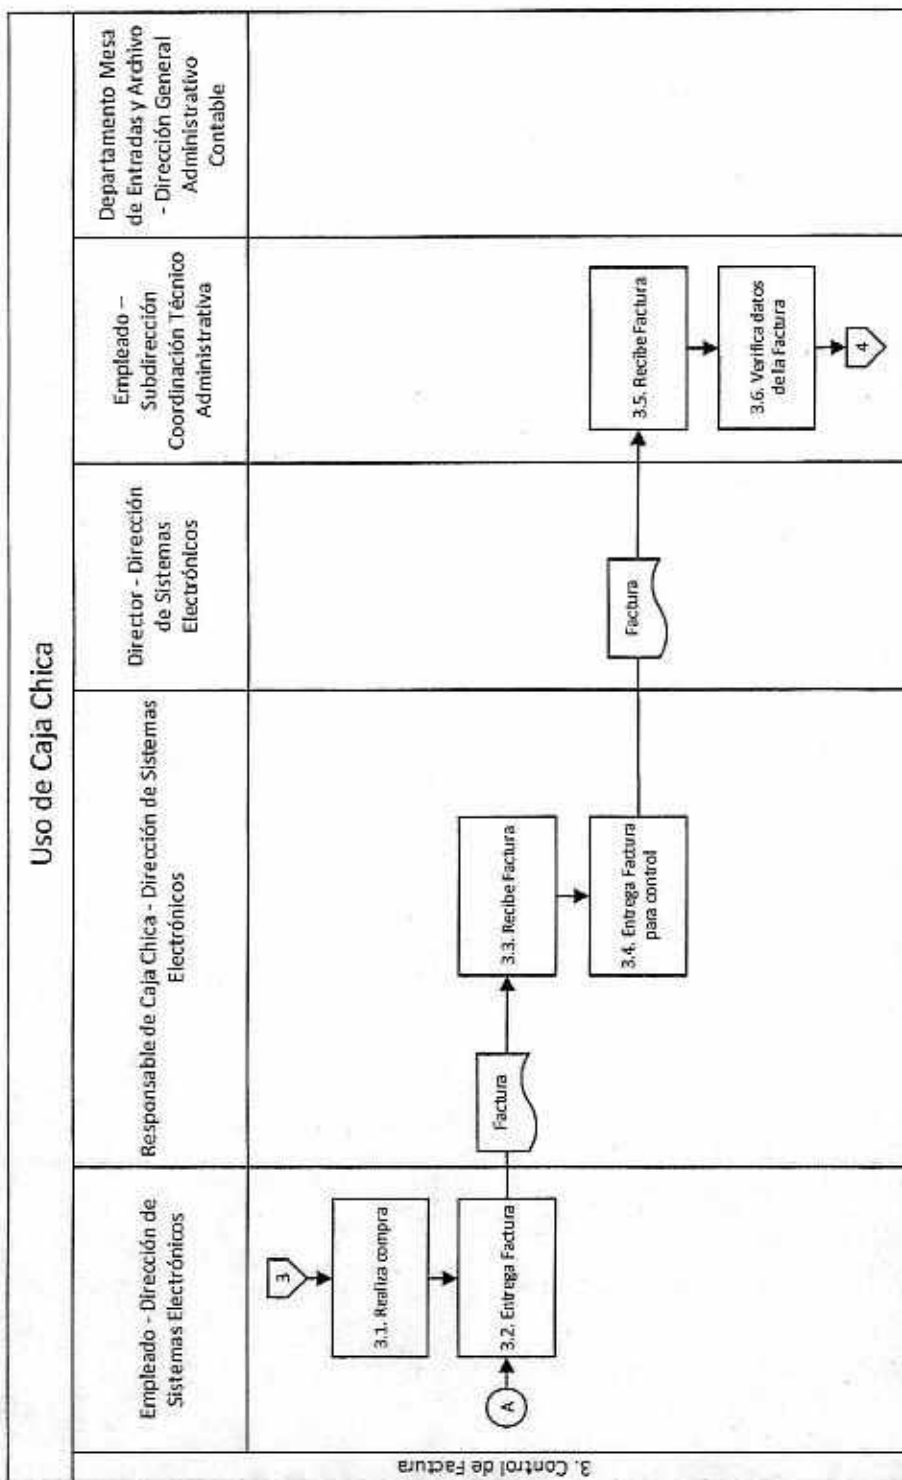 Uso de Caja Chica
Empleado - Dirección de
Sistemas Electrónicos
Responsable de Caja Chica - Dirección de Sistemas
Electrónicos
Director - Dirección
de Sistemas
Electrónicos
Empleado –
Subdirección
Coordinación Técnico
Administrativa
Departamento Mesa
de Entradas y Archivo
- Dirección General
Administrativo
Contable
3. Control de Factura
3
3.1. Realiza compra
A
3.2. Entrega Factura
Factura
3.3. Recibe Factura
3.4. Entrega Factura
para control
Factura
3.5. Recibe Factura
3.6. Verifica datos
de la Factura
4